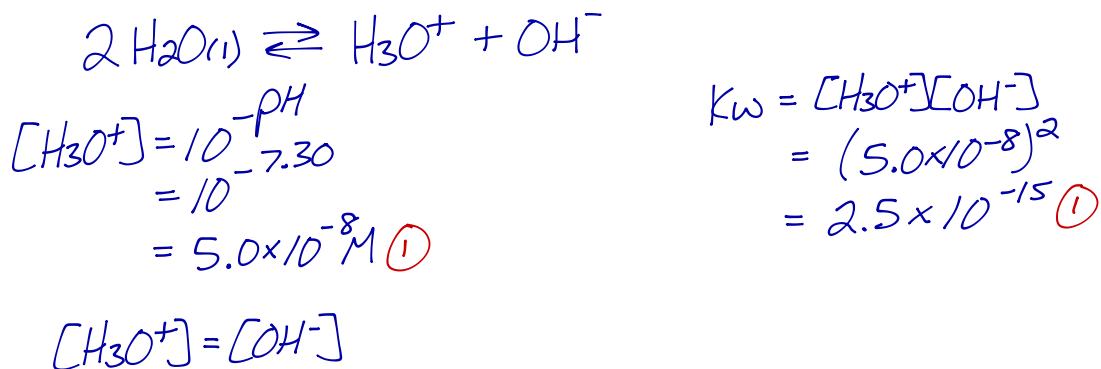 2 H₂O(l) ⇄ H₃O⁺ + OH⁻
[H₃O⁺] = 10^-pH
= 10^-7.30
= 5.0×10⁻⁸ M ①
[H₃O⁺] = [OH⁻]
Kw = [H₃O⁺][OH⁻]
= (5.0×10⁻⁸)²
= 2.5 × 10⁻¹⁵ ①